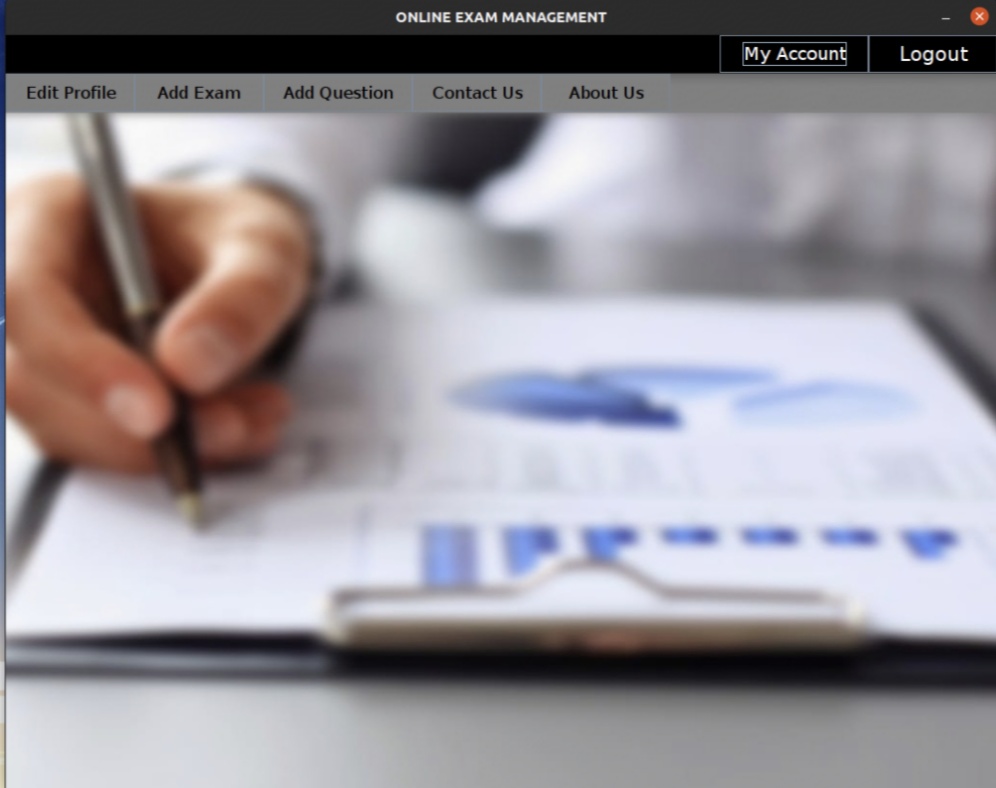 ONLINE EXAM MANAGEMENT
My Account Logout
Edit Profile Add Exam Add Question Contact Us About Us